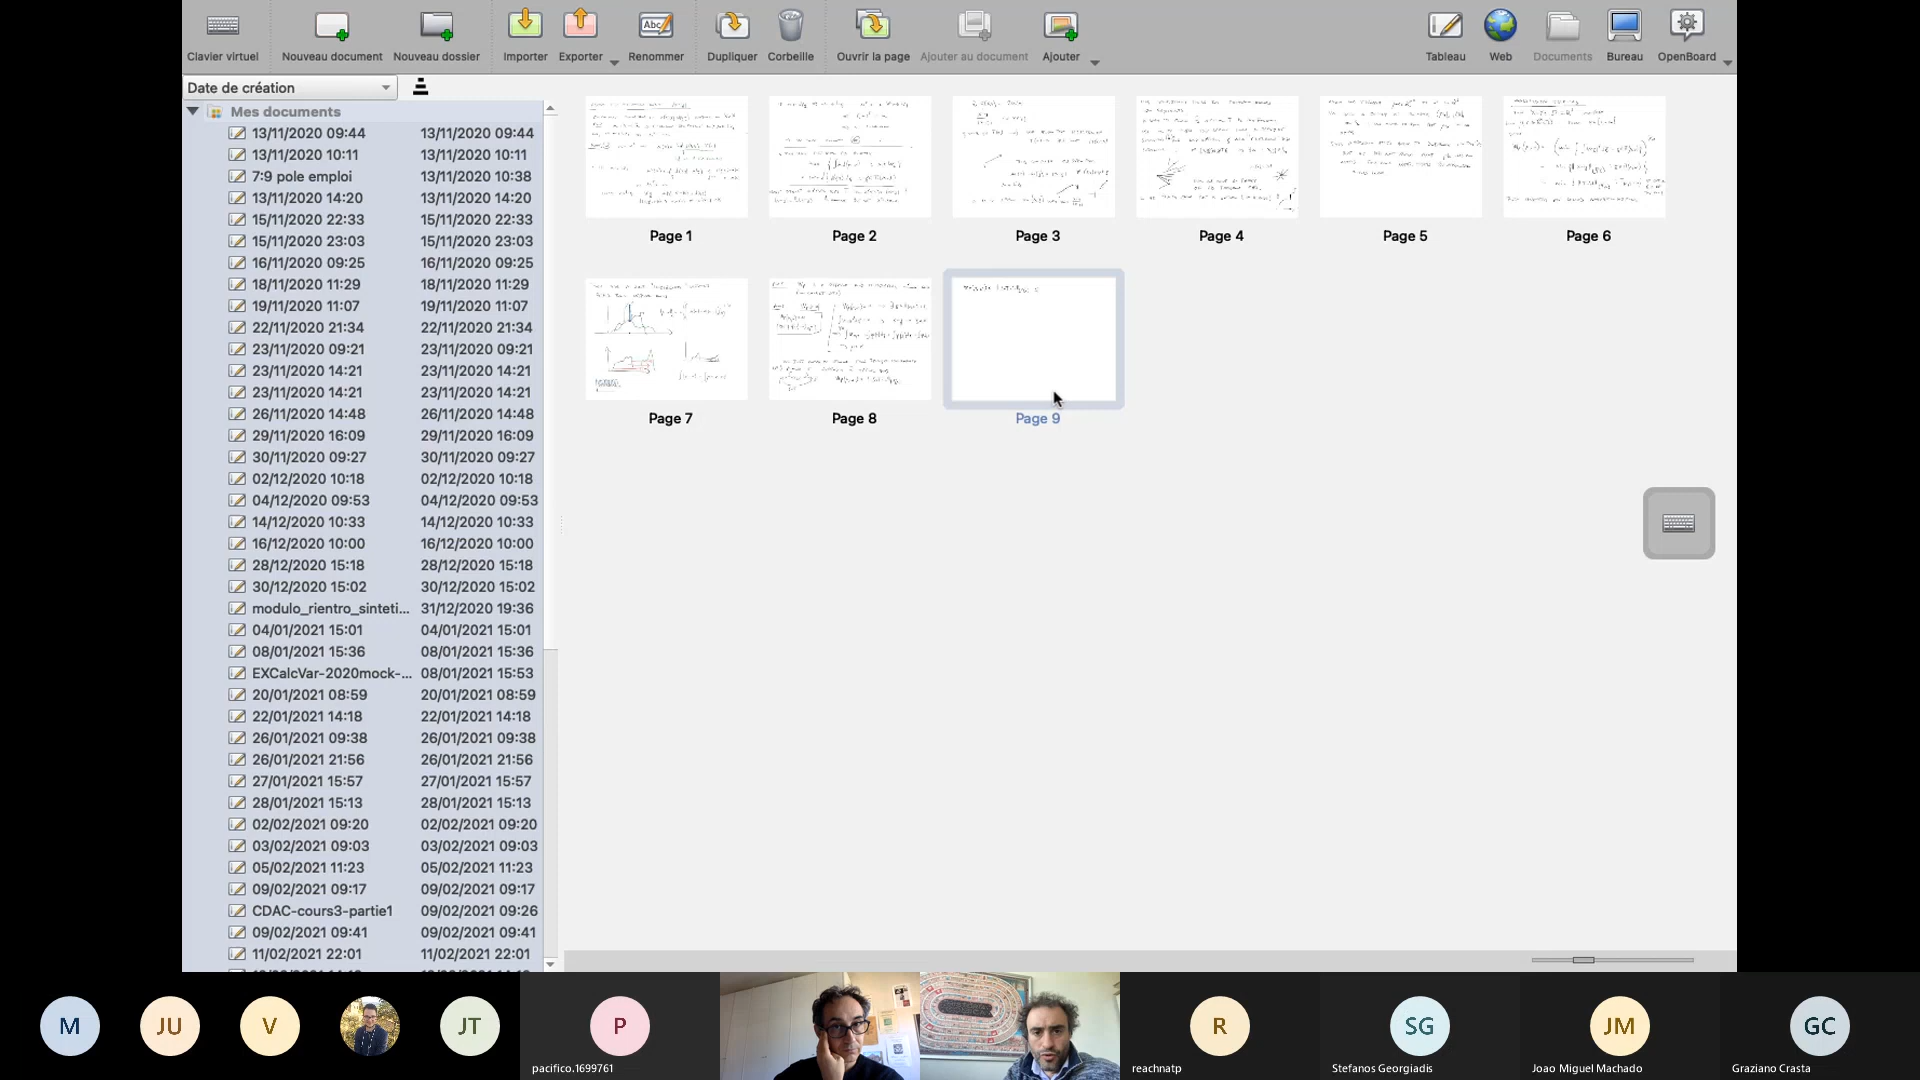 Clavier virtuel
Nouveau document
Nouveau dossier
Importer
Exporter
Renommer
Dupliquer
Corbeille
Ouvrir la page
Ajouter au document
Ajouter
Tableau
Web
Documents
Bureau
OpenBoard
Date de création
Mes documents
13/11/2020 09:44 13/11/2020 09:44
13/11/2020 10:11 13/11/2020 10:11
7:9 pole emploi 13/11/2020 10:38
13/11/2020 14:20 13/11/2020 14:20
15/11/2020 22:33 15/11/2020 22:33
15/11/2020 23:03 15/11/2020 23:03
16/11/2020 09:25 16/11/2020 09:25
18/11/2020 11:29 18/11/2020 11:29
19/11/2020 11:07 19/11/2020 11:07
22/11/2020 21:34 22/11/2020 21:34
23/11/2020 09:21 23/11/2020 09:21
23/11/2020 14:21 23/11/2020 14:21
23/11/2020 14:21 23/11/2020 14:21
26/11/2020 14:48 26/11/2020 14:48
29/11/2020 16:09 29/11/2020 16:09
30/11/2020 09:27 30/11/2020 09:27
02/12/2020 10:18 02/12/2020 10:18
04/12/2020 09:53 04/12/2020 09:53
14/12/2020 10:33 14/12/2020 10:33
16/12/2020 10:00 16/12/2020 10:00
28/12/2020 15:18 28/12/2020 15:18
30/12/2020 15:02 30/12/2020 15:02
modulo_rientro_sinteti... 31/12/2020 19:36
04/01/2021 15:01 04/01/2021 15:01
08/01/2021 15:36 08/01/2021 15:36
EXCalcVar-2020mock-... 08/01/2021 15:53
20/01/2021 08:59 20/01/2021 08:59
22/01/2021 14:18 22/01/2021 14:18
26/01/2021 09:38 26/01/2021 09:38
26/01/2021 21:56 26/01/2021 21:56
27/01/2021 15:57 27/01/2021 15:57
28/01/2021 15:13 28/01/2021 15:13
02/02/2021 09:20 02/02/2021 09:20
03/02/2021 09:03 03/02/2021 09:03
05/02/2021 11:23 05/02/2021 11:23
09/02/2021 09:17 09/02/2021 09:17
CDAC-cours3-partie1 09/02/2021 09:26
09/02/2021 09:41 09/02/2021 09:41
11/02/2021 22:01 11/02/2021 22:01
Page 1
Page 2
Page 3
Page 4
Page 5
Page 6
Page 7
Page 8
Page 9
M
JU
V
JT
P
R
SG
JM
GC
pacifico.1699761
reachnatp
Stefanos Georgiadis
Joao Miguel Machado
Graziano Crasta